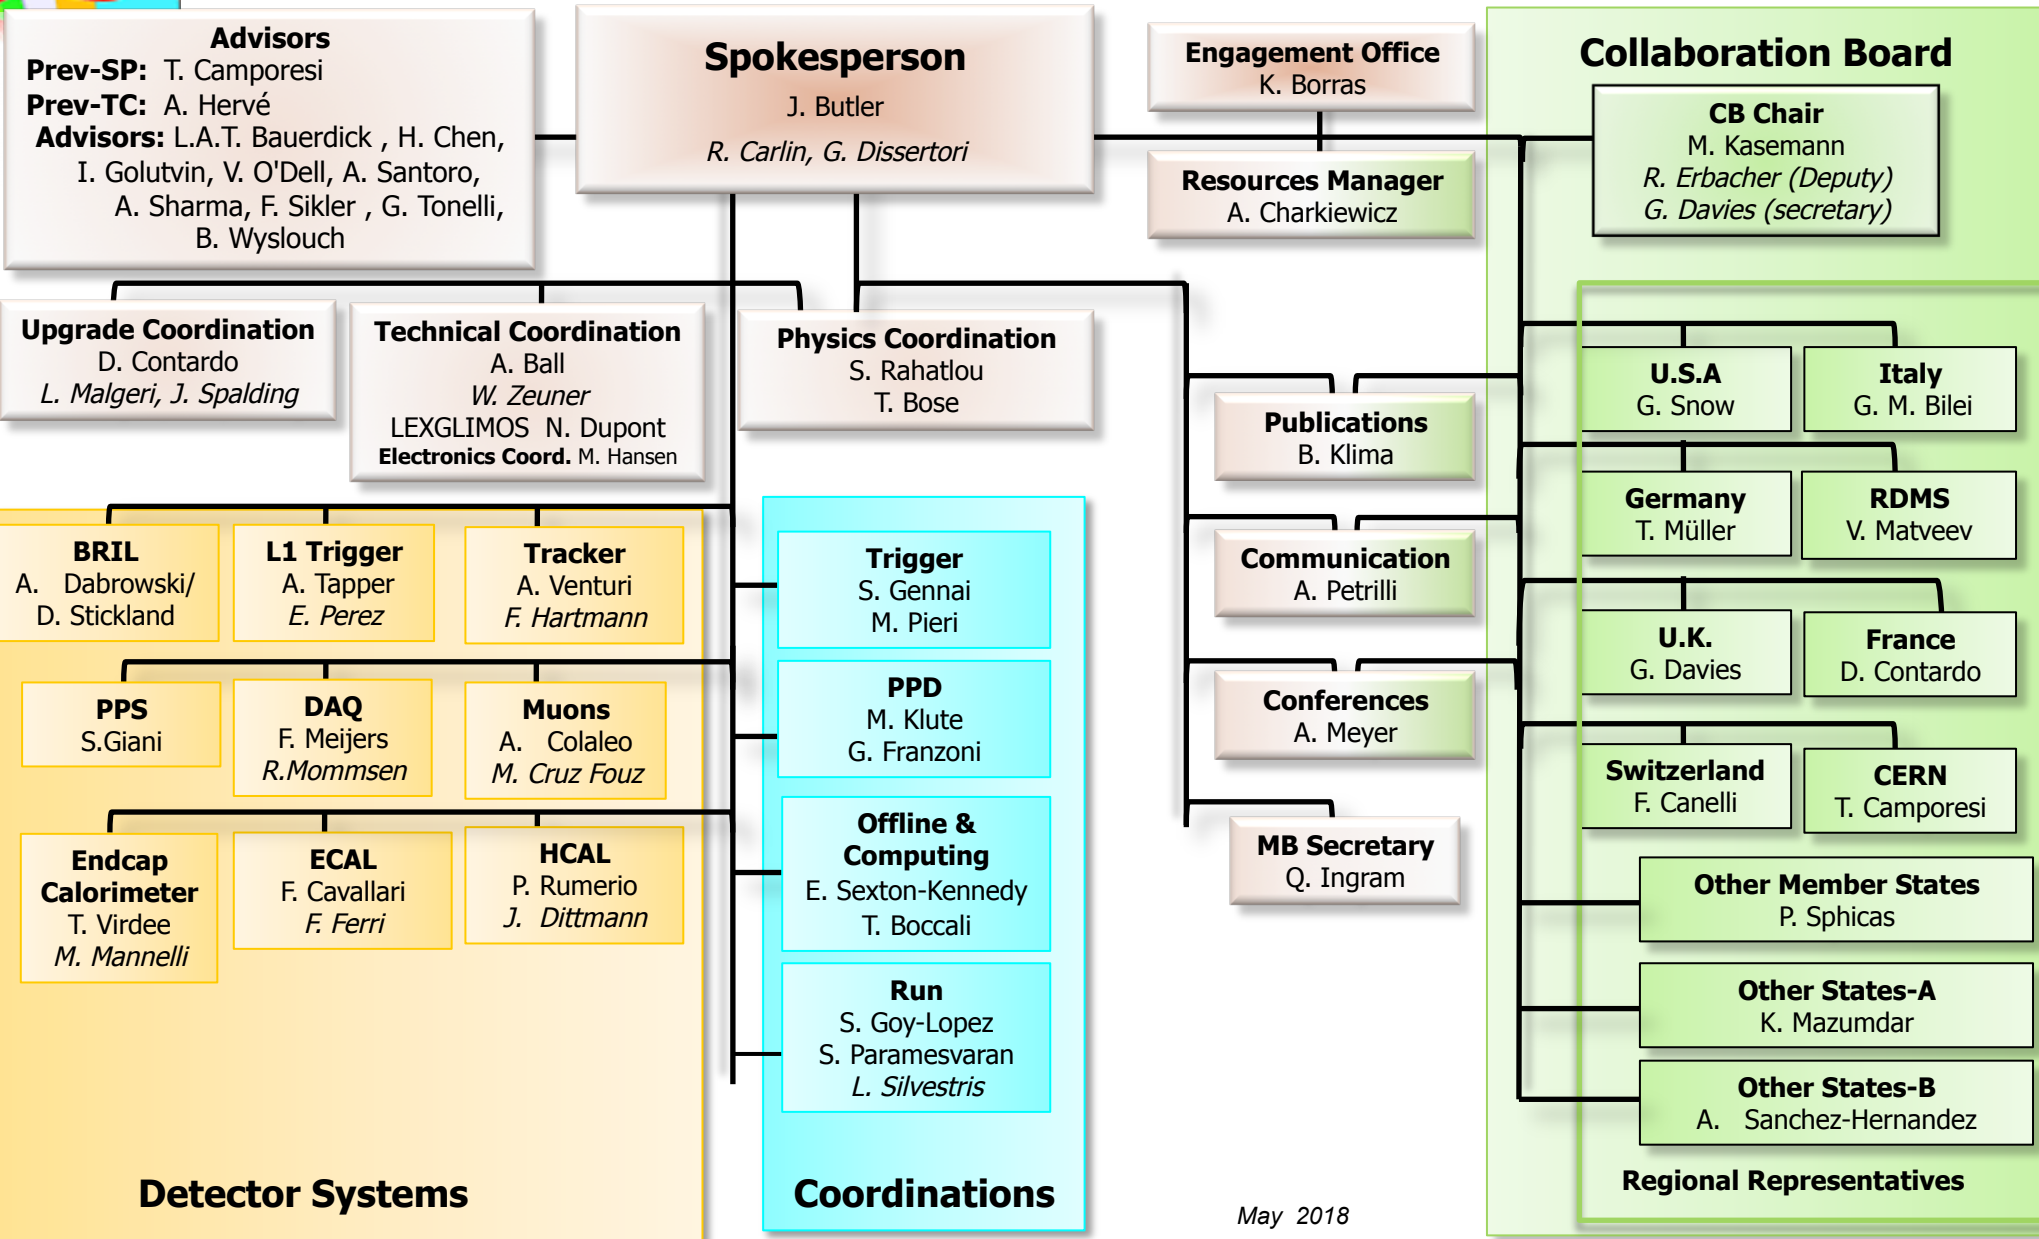 Advisors
Prev-SP: T. Camporesi
Prev-TC: A. Hervé
Advisors: L.A.T. Bauerdick , H. Chen,
I. Golutvin, V. O'Dell, A. Santoro,
A. Sharma, F. Sikler , G. Tonelli,
B. Wyslouch
Spokesperson
J. Butler
R. Carlin, G. Dissertori
Engagement Office
K. Borras
Resources Manager
A. Charkiewicz
Collaboration Board
CB Chair
M. Kasemann
R. Erbacher (Deputy)
G. Davies (secretary)
Upgrade Coordination
D. Contardo
L. Malgeri, J. Spalding
Technical Coordination
A. Ball
W. Zeuner
LEXGLIMOS N. Dupont
Electronics Coord. M. Hansen
Physics Coordination
S. Rahatlou
T. Bose
BRIL
A. Dabrowski/
D. Stickland
L1 Trigger
A. Tapper
E. Perez
Tracker
A. Venturi
F. Hartmann
PPS
S.Giani
DAQ
F. Meijers
R.Mommsen
Muons
A. Colaleo
M. Cruz Fouz
Endcap
Calorimeter
T. Virdee
M. Mannelli
ECAL
F. Cavallari
F. Ferri
HCAL
P. Rumerio
J. Dittmann
Detector Systems
Trigger
S. Gennai
M. Pieri
PPD
M. Klute
G. Franzoni
Offline &
Computing
E. Sexton-Kennedy
T. Boccali
Run
S. Goy-Lopez
S. Paramesvaran
L. Silvestris
Coordinations
Publications
B. Klima
Communication
A. Petrilli
Conferences
A. Meyer
MB Secretary
Q. Ingram
U.S.A
G. Snow
Italy
G. M. Bilei
Germany
T. Müller
RDMS
V. Matveev
U.K.
G. Davies
France
D. Contardo
Switzerland
F. Canelli
CERN
T. Camporesi
Other Member States
P. Sphicas
Other States-A
K. Mazumdar
Other States-B
A. Sanchez-Hernandez
Regional Representatives
May 2018